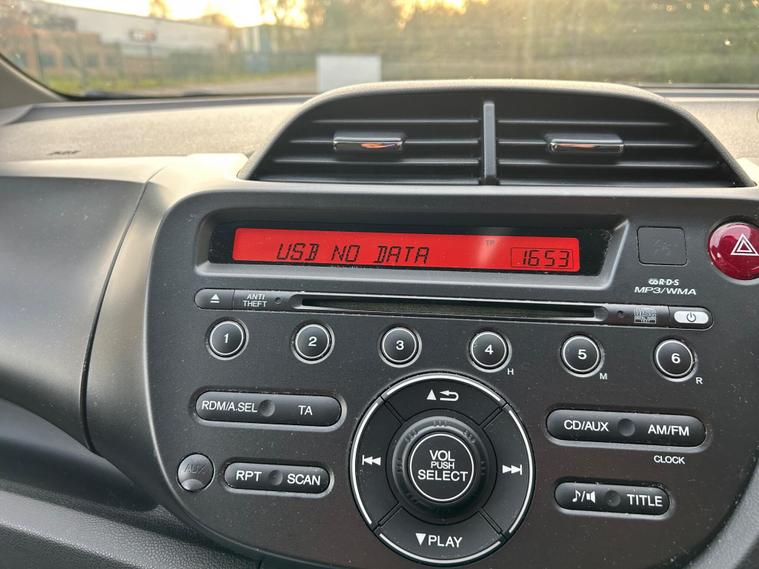 USB NO DATA TP 1653
R·D·S
MP3/WMA
ANTI
THEFT
1 2 3 4 5 6
H M R
RDM/A.SEL TA
CD/AUX AM/FM
CLOCK
VOL
PUSH
SELECT
AUX
RPT SCAN
TITLE
PLAY